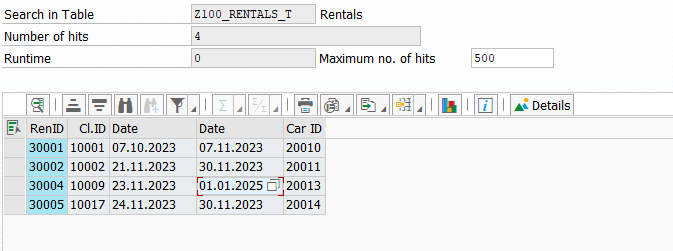 Search in Table Z100_RENTALS_T Rentals
Number of hits 4
Runtime 0 Maximum no. of hits 500
Details
RenID Cl.ID Date Date Car ID
30001 10001 07.10.2023 07.11.2023 20010
30002 10002 21.11.2023 30.11.2023 20011
30004 10009 23.11.2023 01.01.2025 20013
30005 10017 24.11.2023 30.11.2023 20014